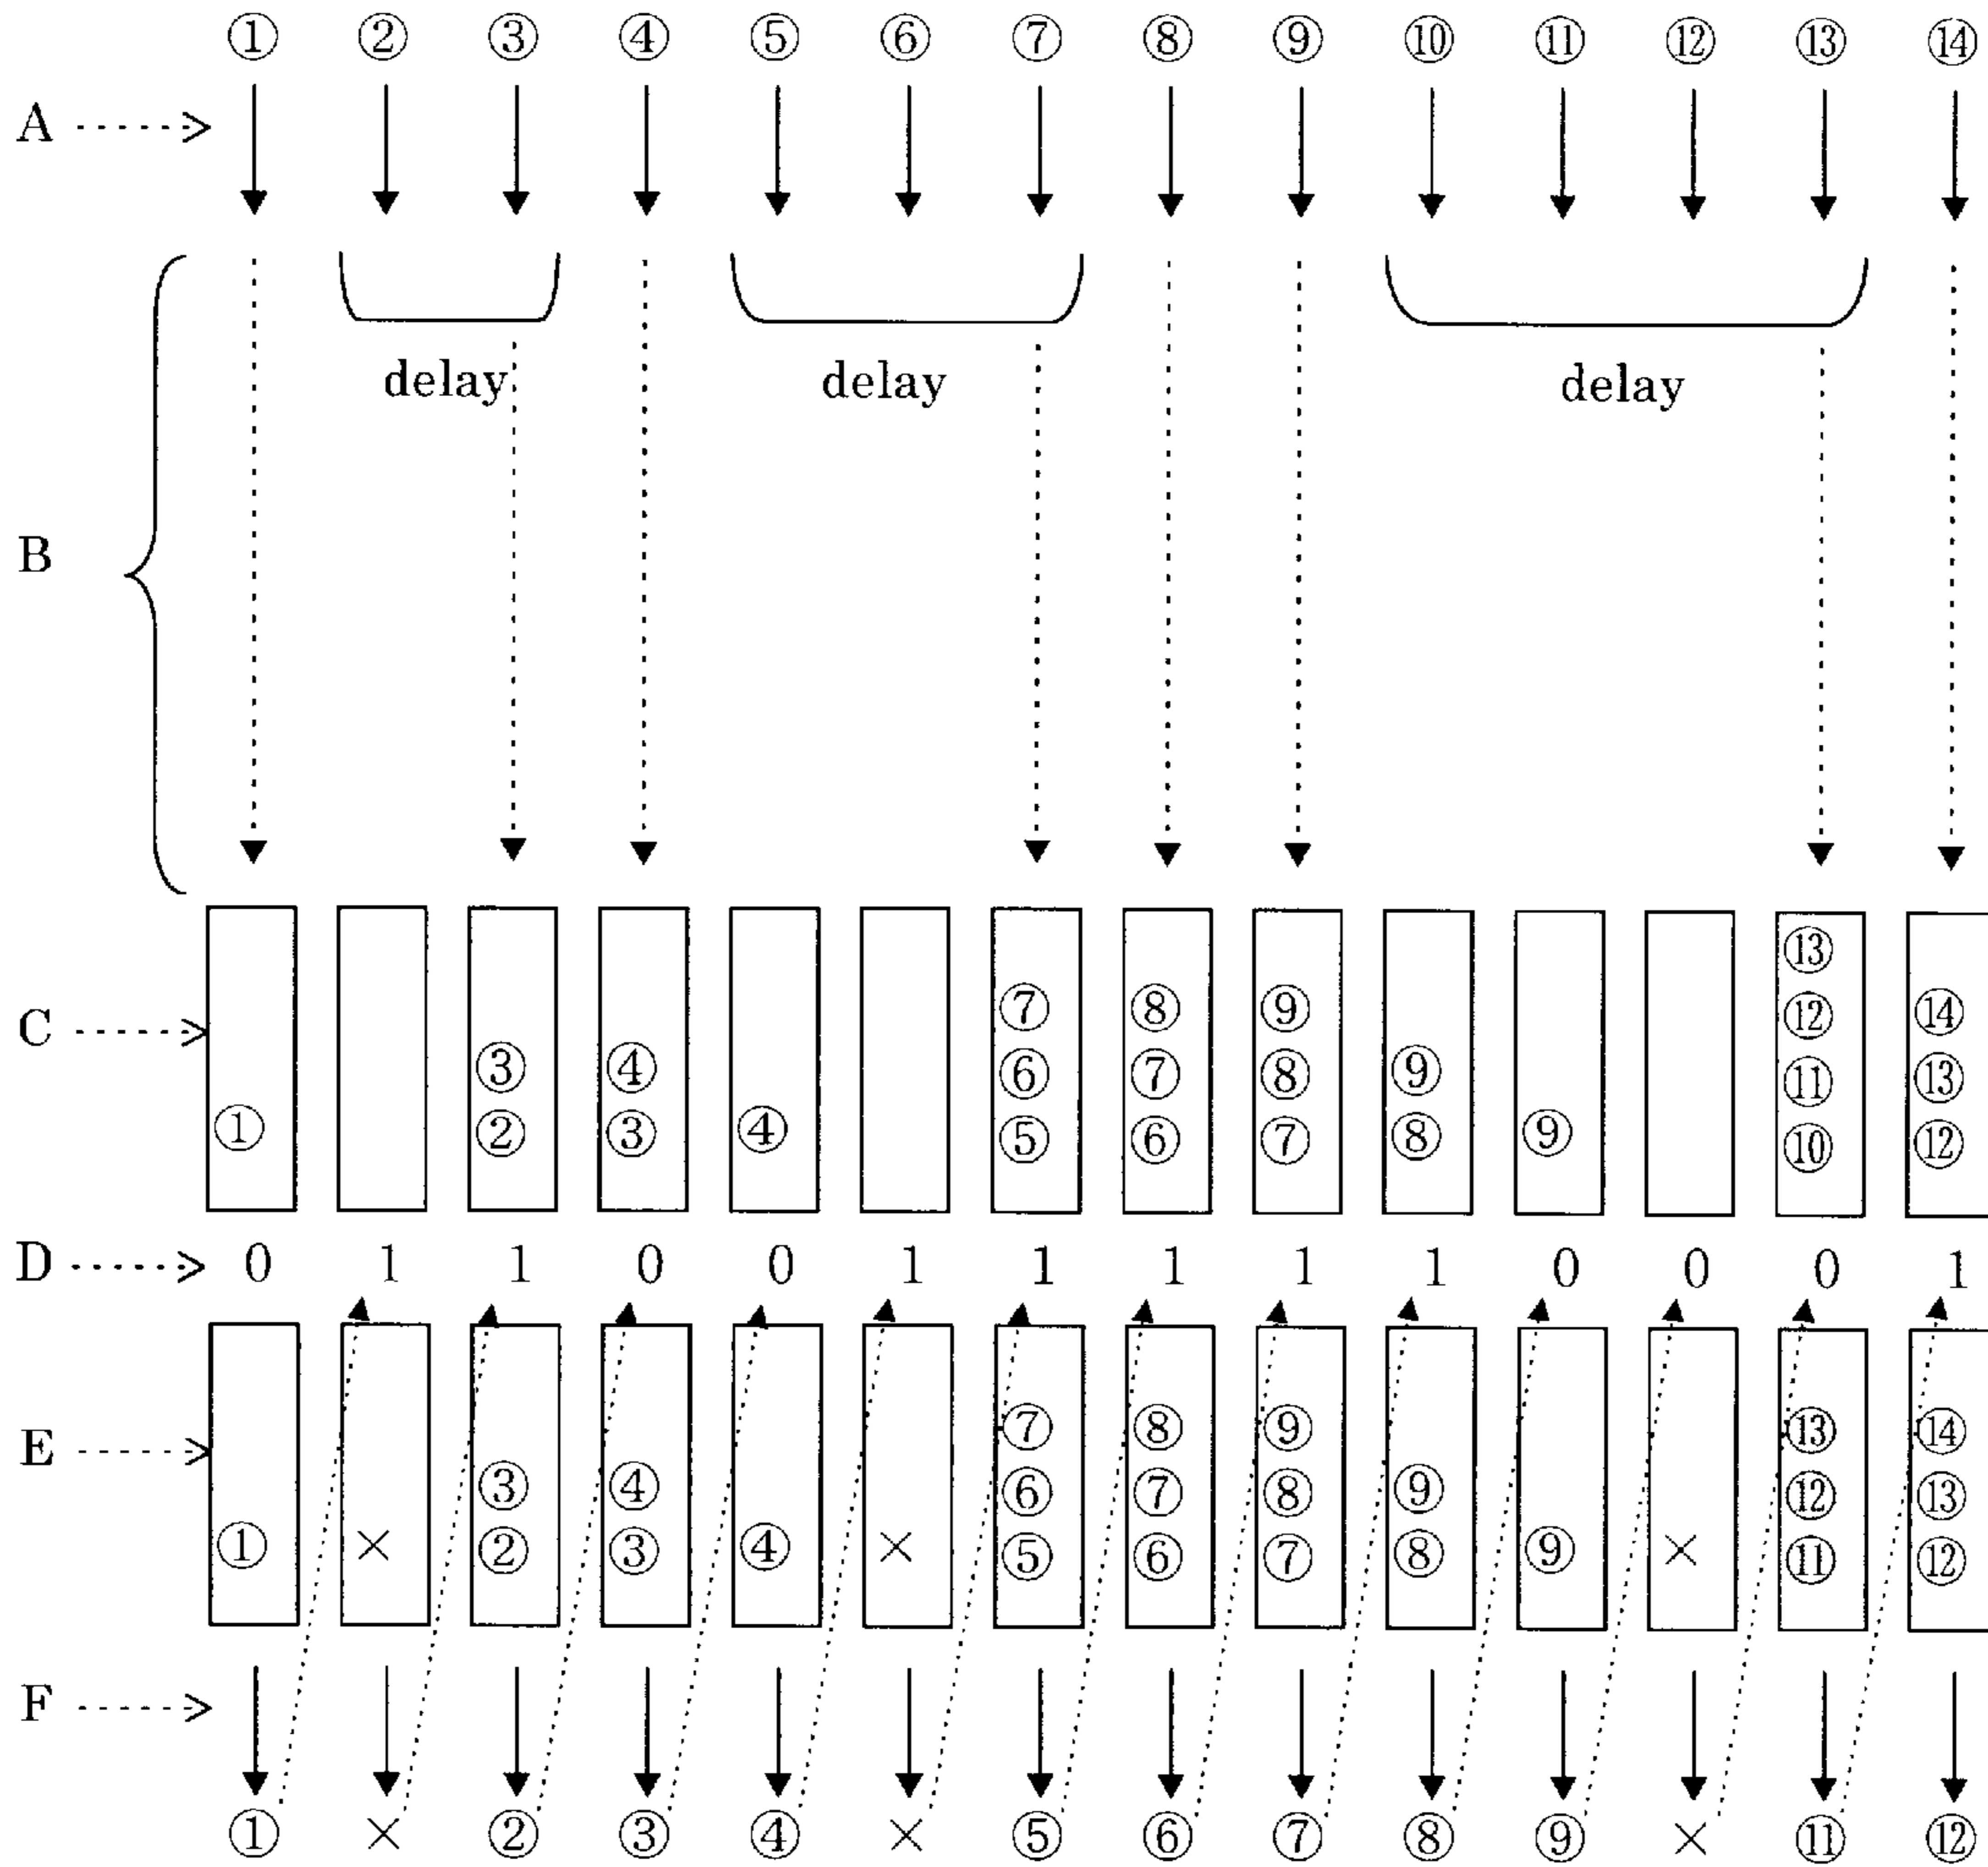 ① ② ③ ④ ⑤ ⑥ ⑦ ⑧ ⑨ ⑩ ⑪ ⑫ ⑬ ⑭
A
delay delay delay
B
⑬
⑦ ⑧ ⑨ ⑫ ⑭
C
③ ④ ⑥ ⑦ ⑧ ⑨ ⑪ ⑬
① ② ③ ④ ⑤ ⑥ ⑦ ⑧ ⑨ ⑩ ⑫
D 0 1 1 0 0 1 1 1 1 1 0 0 0 1
⑦ ⑧ ⑨ ⑬ ⑭
E
③ ④ ⑥ ⑦ ⑧ ⑨ ⑫ ⑬
① × ② ③ ④ × ⑤ ⑥ ⑦ ⑧ ⑨ × ⑪ ⑫
F
① × ② ③ ④ × ⑤ ⑥ ⑦ ⑧ ⑨ × ⑪ ⑫